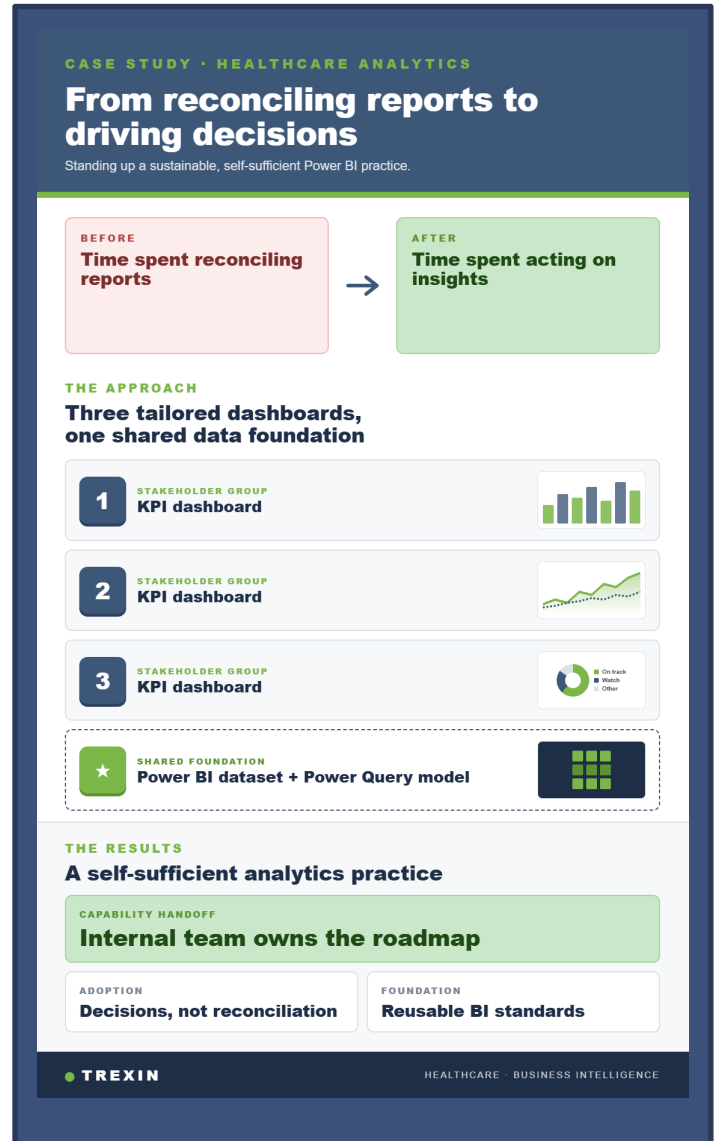 CASE STUDY · HEALTHCARE ANALYTICS
From reconciling reports to
driving decisions
Standing up a sustainable, self-sufficient Power BI practice.
BEFORE
Time spent reconciling
reports
AFTER
Time spent acting on
insights
THE APPROACH
Three tailored dashboards,
one shared data foundation
1
STAKEHOLDER GROUP
KPI dashboard
2
STAKEHOLDER GROUP
KPI dashboard
3
STAKEHOLDER GROUP
KPI dashboard
On track
Watch
Other
SHARED FOUNDATION
Power BI dataset + Power Query model
THE RESULTS
A self-sufficient analytics practice
CAPABILITY HANDOFF
Internal team owns the roadmap
ADOPTION
Decisions, not reconciliation
FOUNDATION
Reusable BI standards
TREXIN
HEALTHCARE · BUSINESS INTELLIGENCE